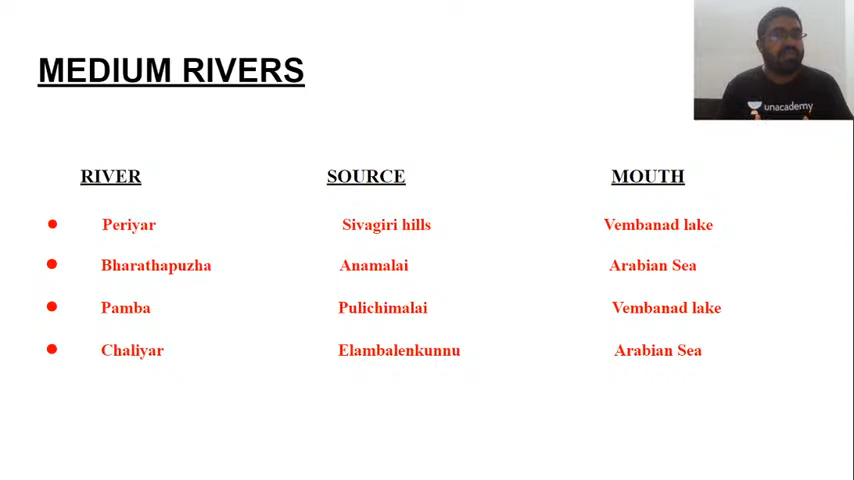 MEDIUM RIVERS
unacademy
RIVER SOURCE MOUTH
Periyar Sivagiri hills Vembanad lake
Bharathapuzha Anamalai Arabian Sea
Pamba Pulichimalai Vembanad lake
Chaliyar Elambalenkunnu Arabian Sea